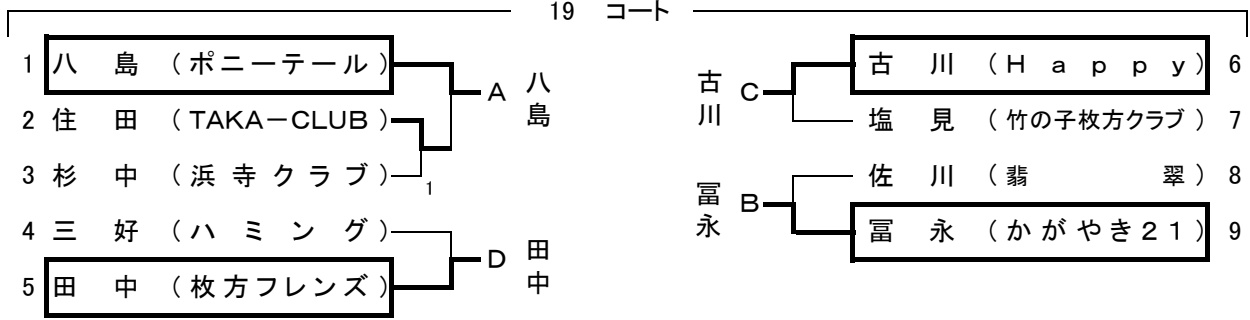 19 コート
1 八 島 (ポニーテール)
2 住 田 (TAKA－CLUB)
3 杉 中 (浜 寺 ク ラ ブ)
1
4 三 好 (ハ ミ ン グ)
5 田 中 (枚 方 フレンズ)
A 八島
D 田中
古川 C
冨永 B
古 川 (H a p p y) 6
塩 見 (竹の子枚方クラブ) 7
佐 川 (翡 翠) 8
冨 永 (か が や き 2 1) 9